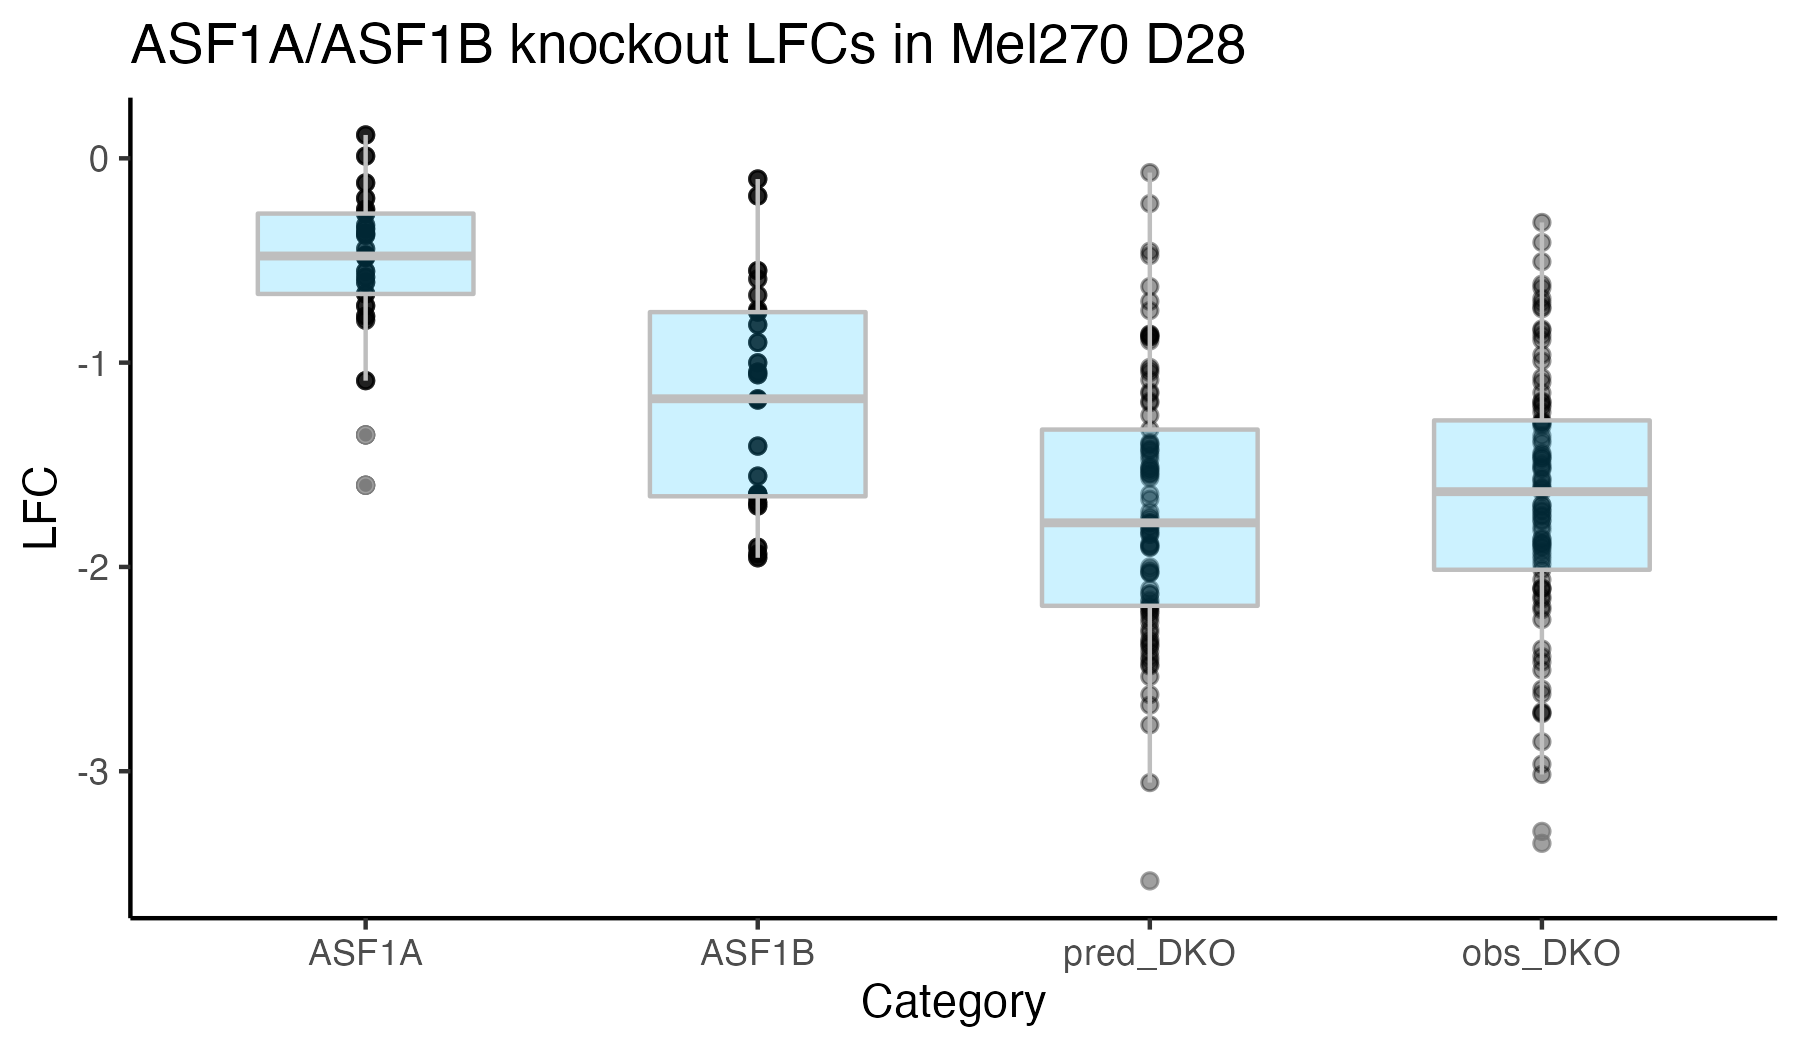 ASF1A/ASF1B knockout LFCs in Mel270 D28
LFC
0
-1
-2
-3
ASF1A ASF1B pred_DKO obs_DKO
Category